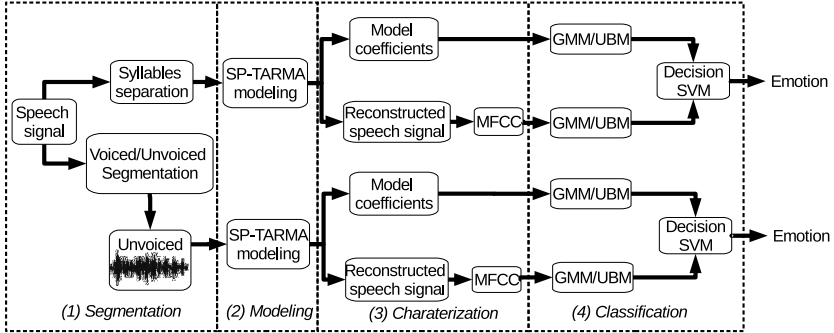 Speech
signal
Syllables
separation
Voiced/Unvoiced
Segmentation
Unvoiced
(1) Segmentation
SP-TARMA
modeling
SP-TARMA
modeling
(2) Modeling
Model
coefficients
Reconstructed
speech signal
MFCC
Model
coefficients
Reconstructed
speech signal
MFCC
(3) Charaterization
GMM/UBM
GMM/UBM
Decision
SVM
GMM/UBM
GMM/UBM
Decision
SVM
(4) Classification
Emotion
Emotion